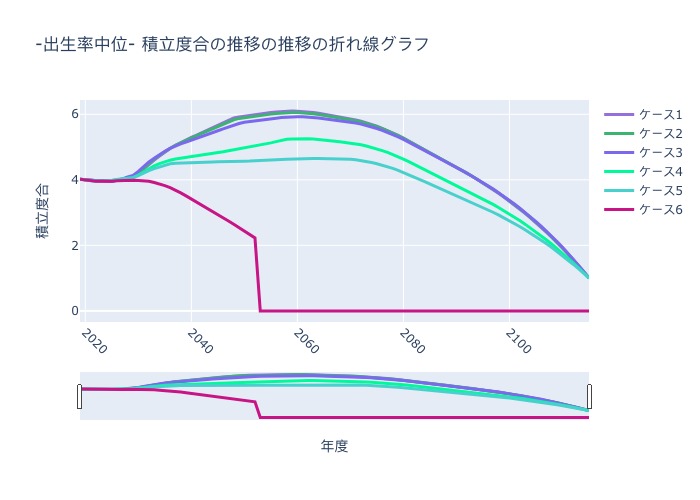 -出生率中位- 積立度合の推移の推移の折れ線グラフ
ケース1
ケース2
ケース3
ケース4
ケース5
ケース6
積立度合
6
4
2
0
2020
2040
2060
2080
2100
年度